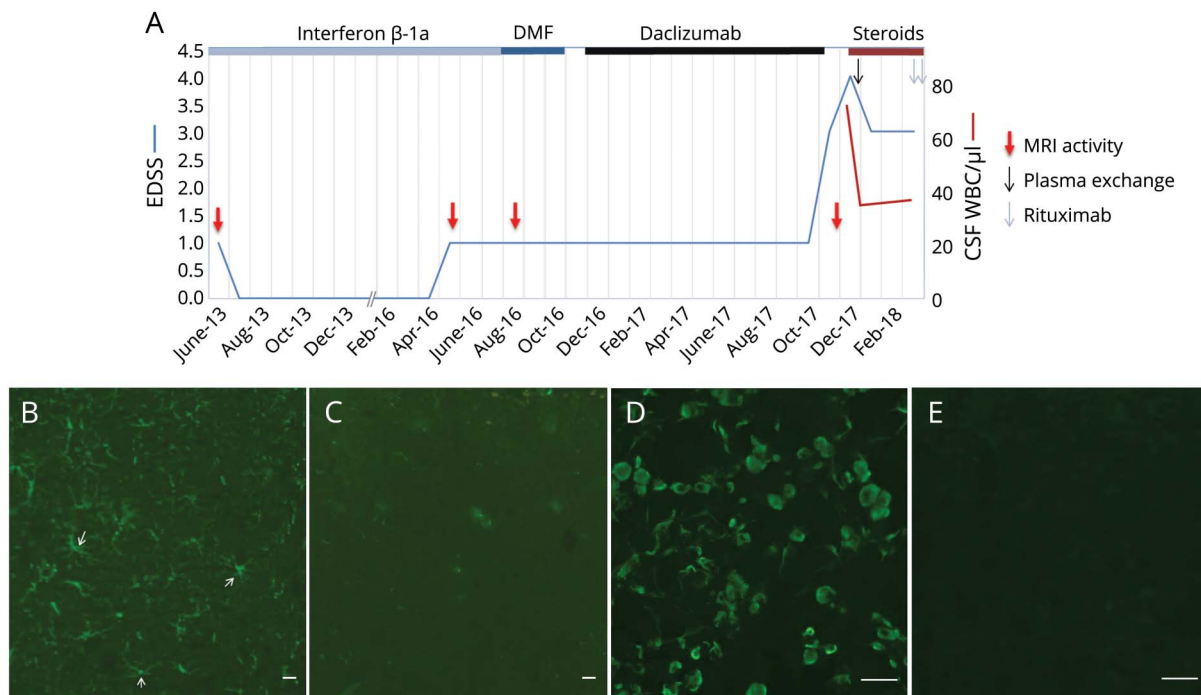 A
Interferon β-1a
DMF
Daclizumab
Steroids
4.5
4.0
3.5
3.0
2.5
2.0
1.5
1.0
0.5
0.0
EDSS
80
60
40
20
0
CSF WBC/μl
MRI activity
Plasma exchange
Rituximab
June-13
Aug-13
Oct-13
Dec-13
Feb-16
Apr-16
June-16
Aug-16
Oct-16
Dec-16
Feb-17
Apr-17
June-17
Aug-17
Oct-17
Dec-17
Feb-18
B
C
D
E